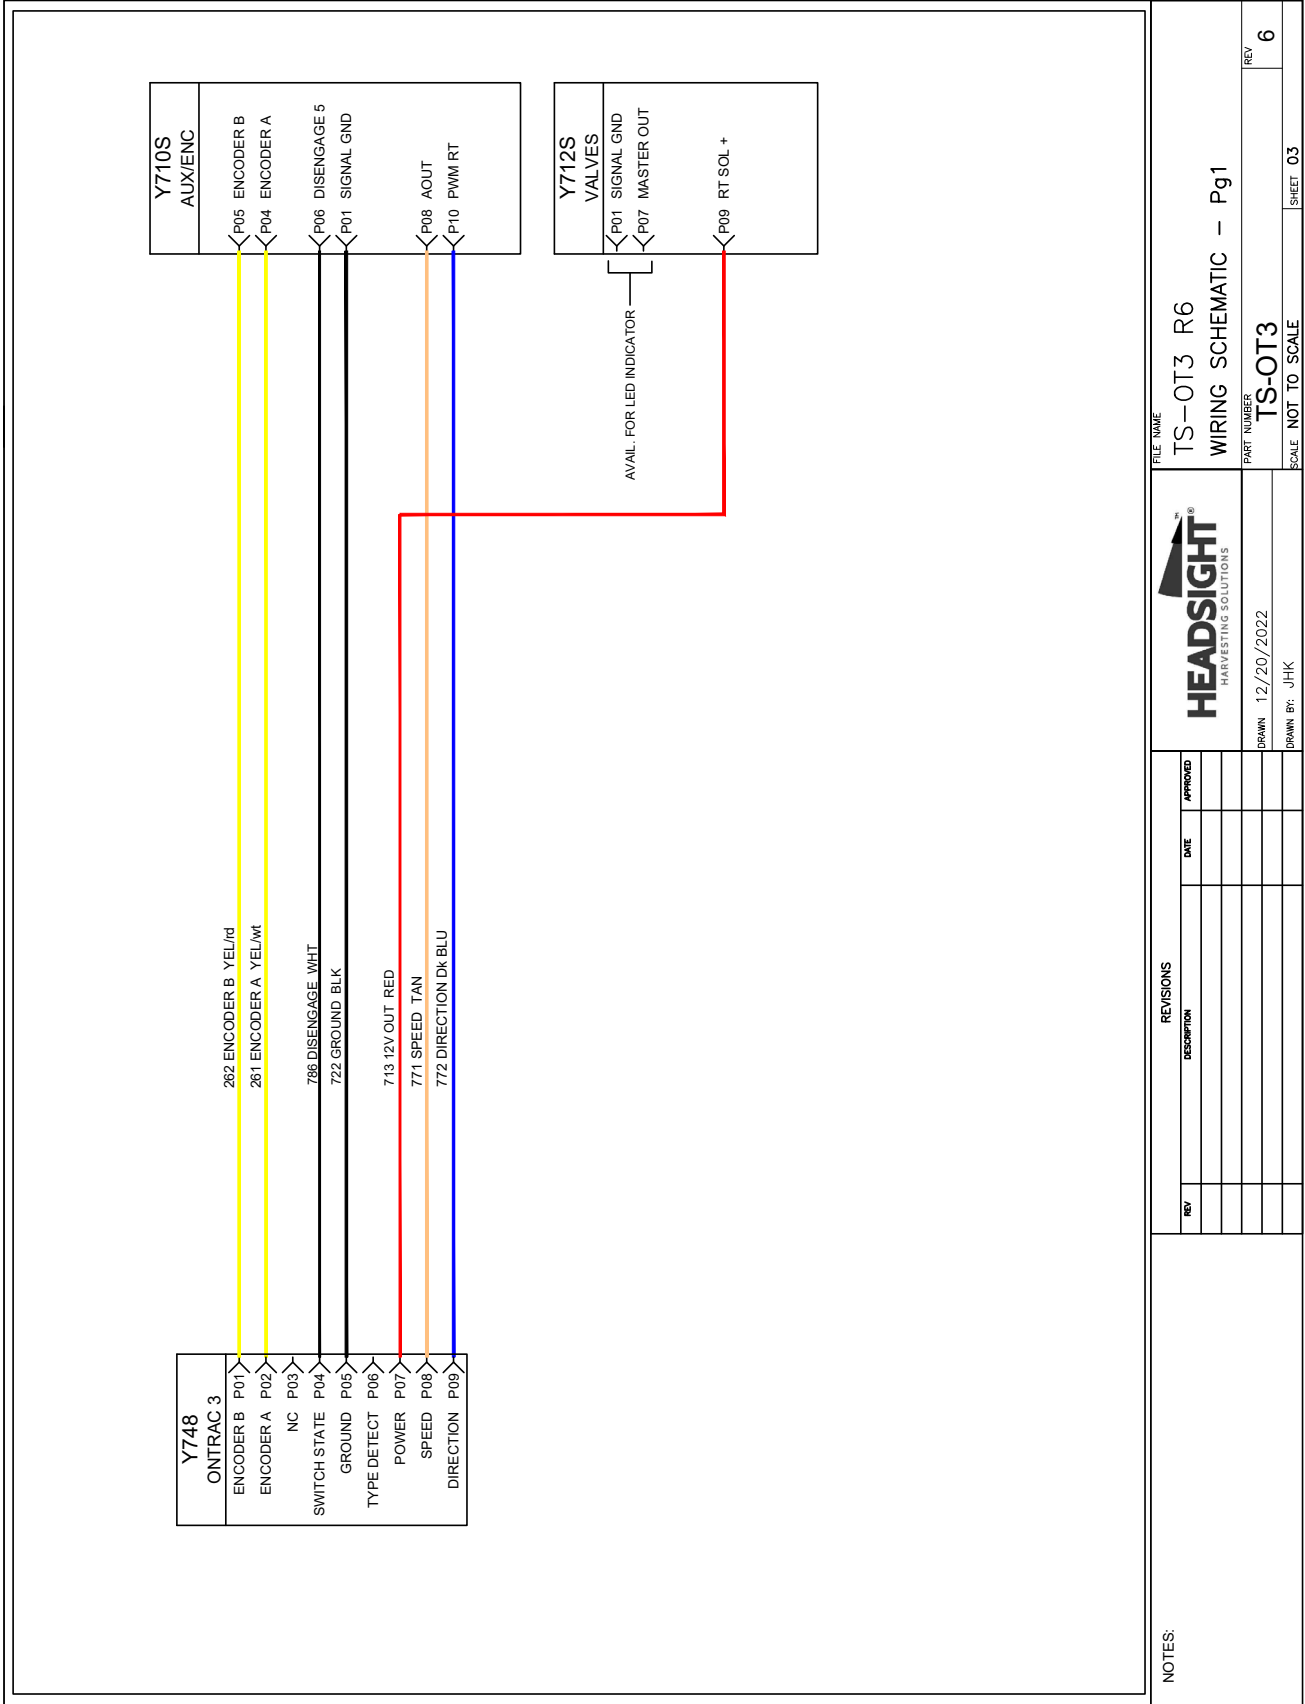 Y748
ONTRAC 3
ENCODER B P01
ENCODER A P02
NC P03
SWITCH STATE P04
GROUND P05
TYPE DETECT P06
POWER P07
SPEED P08
DIRECTION P09
262 ENCODER B YEL/rd
261 ENCODER A YEL/wt
786 DISENGAGE WHT
722 GROUND BLK
713 12V OUT RED
771 SPEED TAN
772 DIRECTION Dk BLU
Y710S
AUX/ENC
P05 ENCODER B
P04 ENCODER A
P06 DISENGAGE 5
P01 SIGNAL GND
P08 AOUT
P10 PWM RT
Y712S
VALVES
P01 SIGNAL GND
P07 MASTER OUT
P09 RT SOL +
AVAIL. FOR LED INDICATOR
NOTES:
REVISIONS
REV DESCRIPTION DATE APPROVED
HEADSIGHT®
TM
HARVESTING SOLUTIONS
DRAWN 12/20/2022
DRAWN BY: JHK
FILE NAME
TS-OT3 R6
WIRING SCHEMATIC - Pg1
PART NUMBER
TS-OT3
REV
6
SCALE NOT TO SCALE
SHEET 03